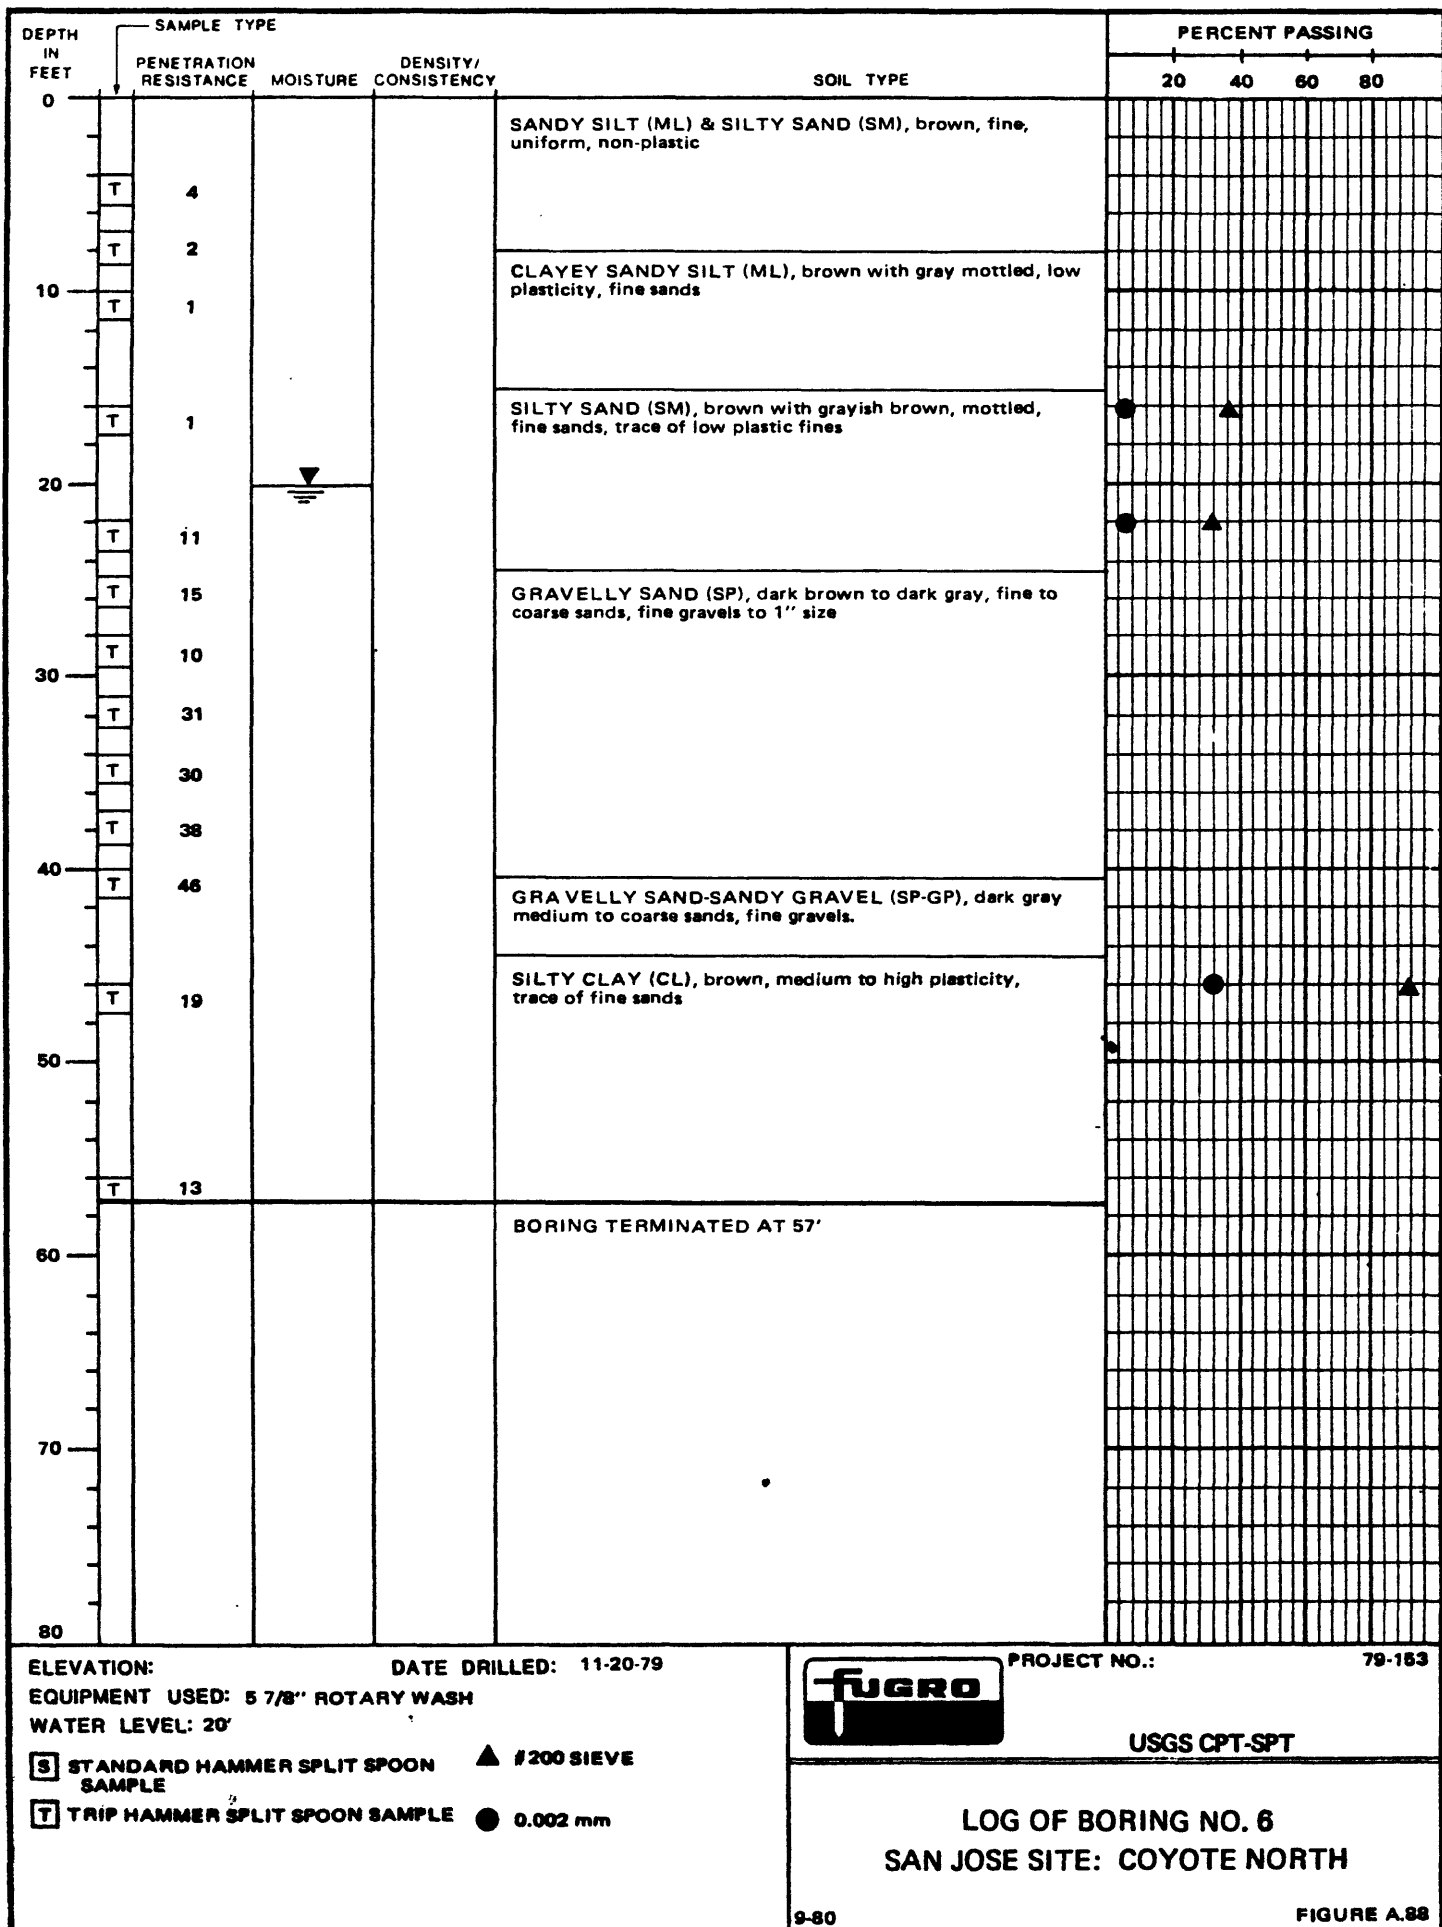 DEPTH IN FEET
SAMPLE TYPE
PENETRATION RESISTANCE
MOISTURE
DENSITY/ CONSISTENCY
SOIL TYPE
PERCENT PASSING
20 40 60 80
0
SANDY SILT (ML) & SILTY SAND (SM), brown, fine,
uniform, non-plastic
T 4
T 2
CLAYEY SANDY SILT (ML), brown with gray mottled, low
plasticity, fine sands
10
T 1
SILTY SAND (SM), brown with grayish brown, mottled,
fine sands, trace of low plastic fines
T 1
20
T 11
GRAVELLY SAND (SP), dark brown to dark gray, fine to
coarse sands, fine gravels to 1" size
T 15
T 10
30
T 31
T 30
T 38
40
T 46
GRAVELLY SAND-SANDY GRAVEL (SP-GP), dark gray
medium to coarse sands, fine gravels.
SILTY CLAY (CL), brown, medium to high plasticity,
trace of fine sands
T 19
50
T 13
BORING TERMINATED AT 57'
60
70
80
ELEVATION: DATE DRILLED: 11-20-79
EQUIPMENT USED: 5 7/8" ROTARY WASH
WATER LEVEL: 20'
S STANDARD HAMMER SPLIT SPOON
SAMPLE
▲ #200 SIEVE
T TRIP HAMMER SPLIT SPOON SAMPLE ● 0.002 mm
fUGRO
PROJECT NO.: 79-153
USGS CPT-SPT
LOG OF BORING NO. 6
SAN JOSE SITE: COYOTE NORTH
9-80 FIGURE A.88